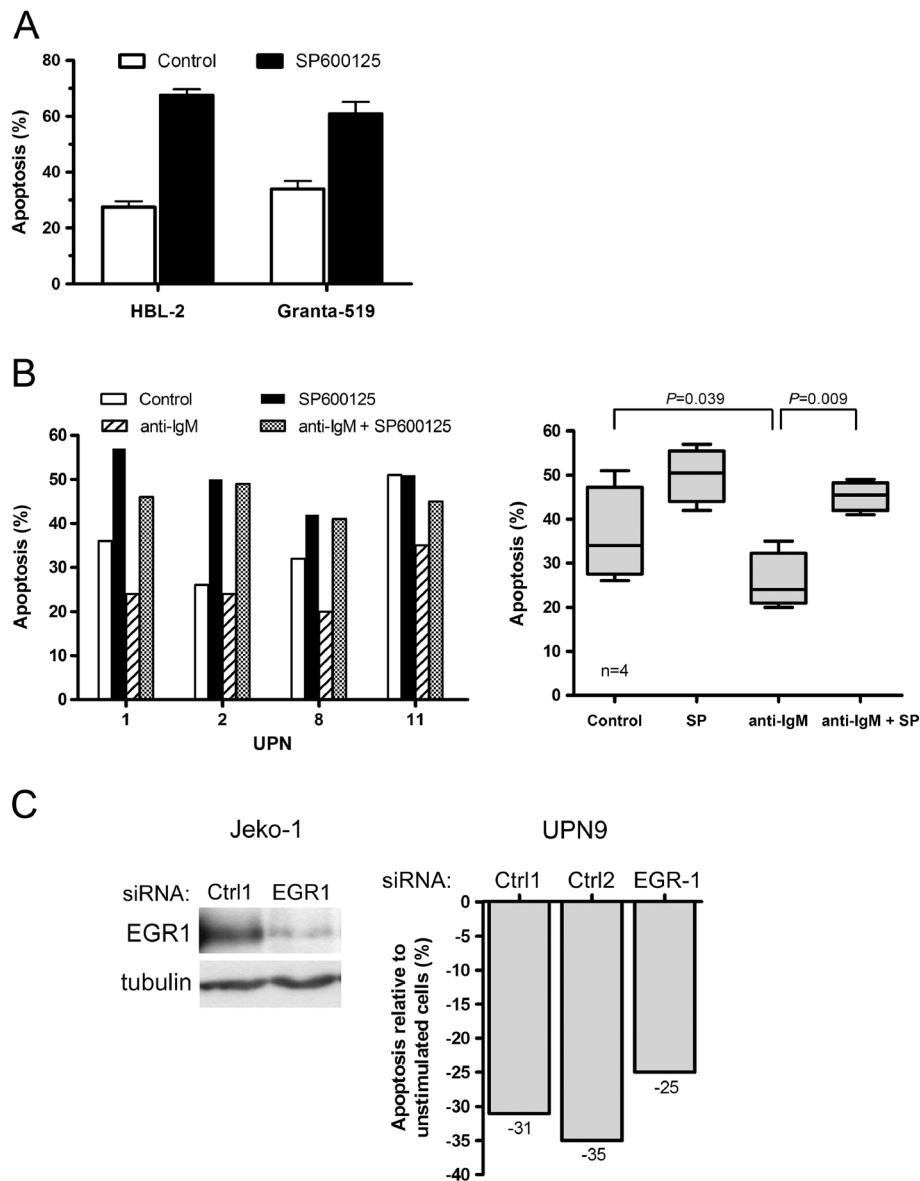 A
Control SP600125
80
60
40
20
0
Apoptosis (%)
HBL-2 Granta-519
B
Control SP600125
anti-IgM anti-IgM + SP600125
60
50
40
30
20
10
0
Apoptosis (%)
1 2 8 11
UPN
P=0.039 P=0.009
60
50
40
30
20
10
0
Apoptosis (%)
n=4
Control SP anti-IgM anti-IgM + SP
C
Jeko-1
siRNA: Ctrl1 EGR1
EGR1
tubulin
UPN9
siRNA: Ctrl1 Ctrl2 EGR-1
0
-5
-10
-15
-20
-25
-30
-35
-40
Apoptosis relative to
unstimulated cells (%)
-31
-35
-25